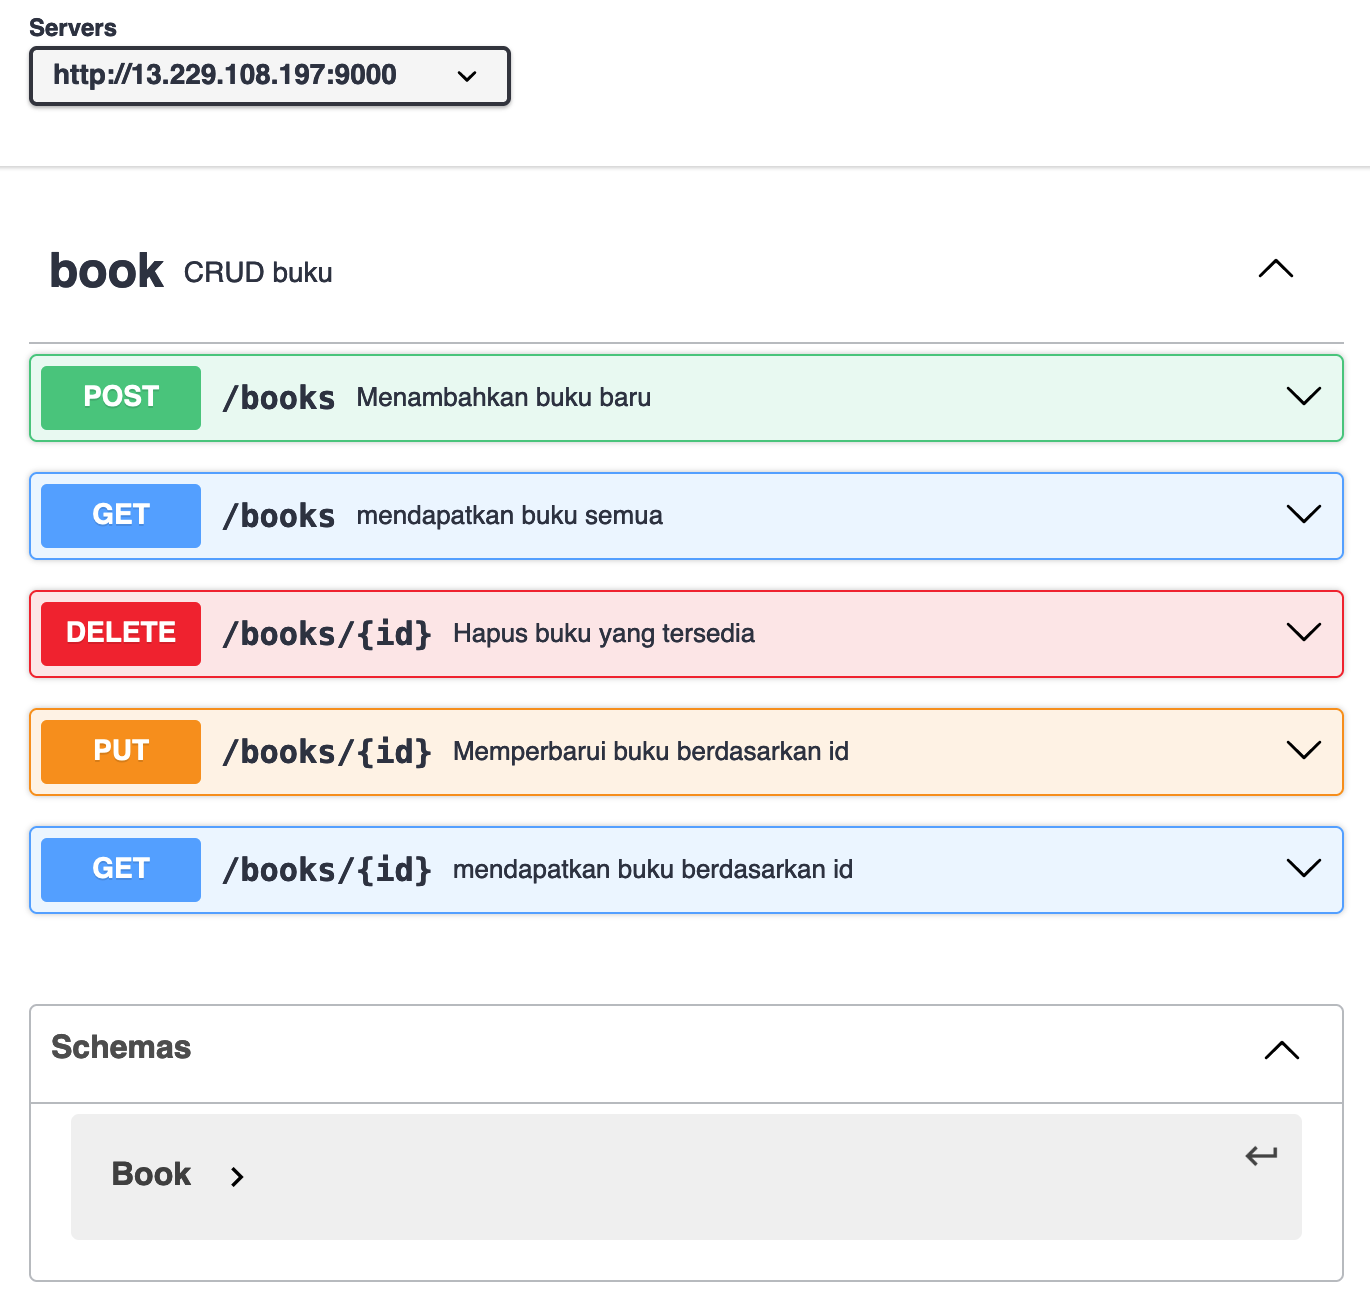 Servers
http://13.229.108.197:9000
book CRUD buku
POST /books Menambahkan buku baru
GET /books mendapatkan buku semua
DELETE /books/{id} Hapus buku yang tersedia
PUT /books/{id} Memperbarui buku berdasarkan id
GET /books/{id} mendapatkan buku berdasarkan id
Schemas
Book